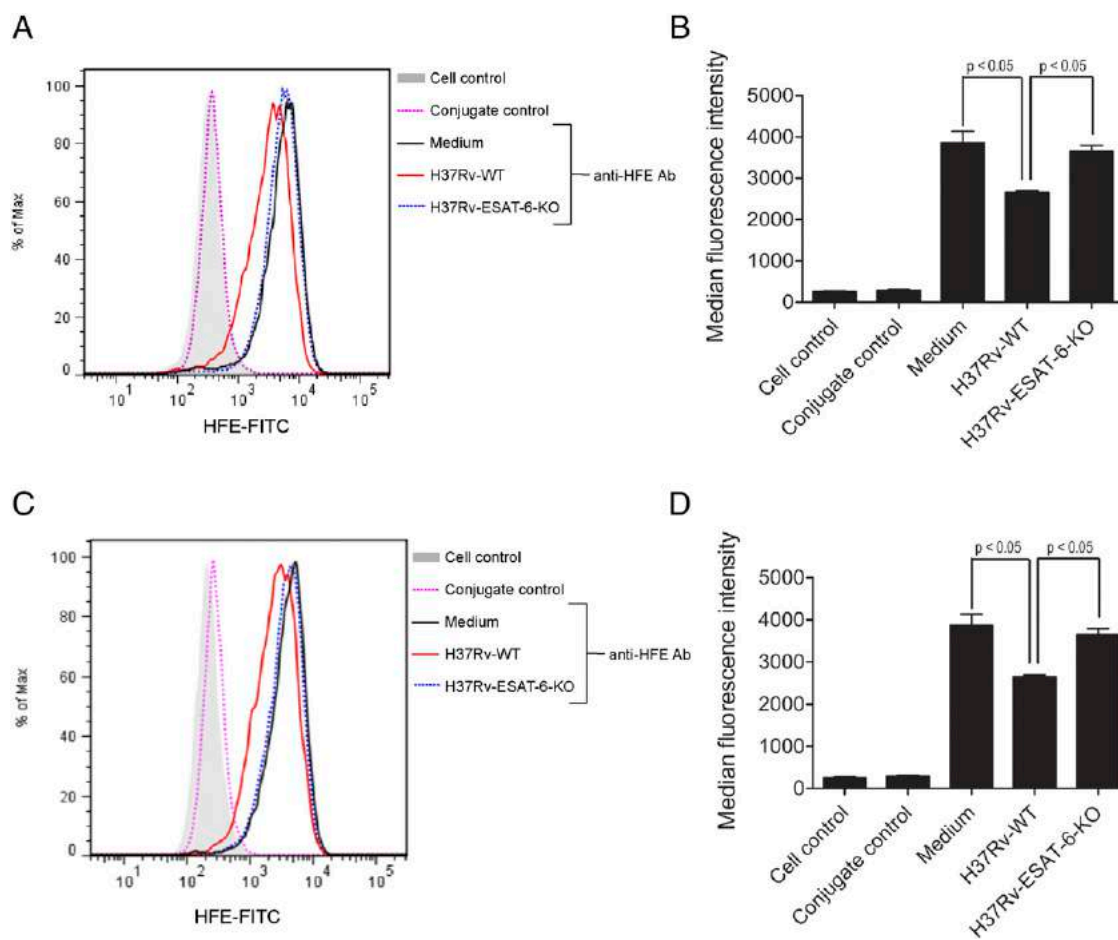 A
% of Max
100
80
60
40
20
0
10^1
10^2
10^3
10^4
10^5
HFE-FITC
Cell control
Conjugate control
Medium
H37Rv-WT
H37Rv-ESAT-6-KO
anti-HFE Ab
B
Median fluorescence intensity
5000
4000
3000
2000
1000
0
p < 0.05
p < 0.05
Cell control
Conjugate control
Medium
H37Rv-WT
H37Rv-ESAT-6-KO
C
% of Max
100
80
60
40
20
0
10^1
10^2
10^3
10^4
10^5
HFE-FITC
Cell control
Conjugate control
Medium
H37Rv-WT
H37Rv-ESAT-6-KO
anti-HFE Ab
D
Median fluorescence intensity
5000
4000
3000
2000
1000
0
p < 0.05
p < 0.05
Cell control
Conjugate control
Medium
H37Rv-WT
H37Rv-ESAT-6-KO